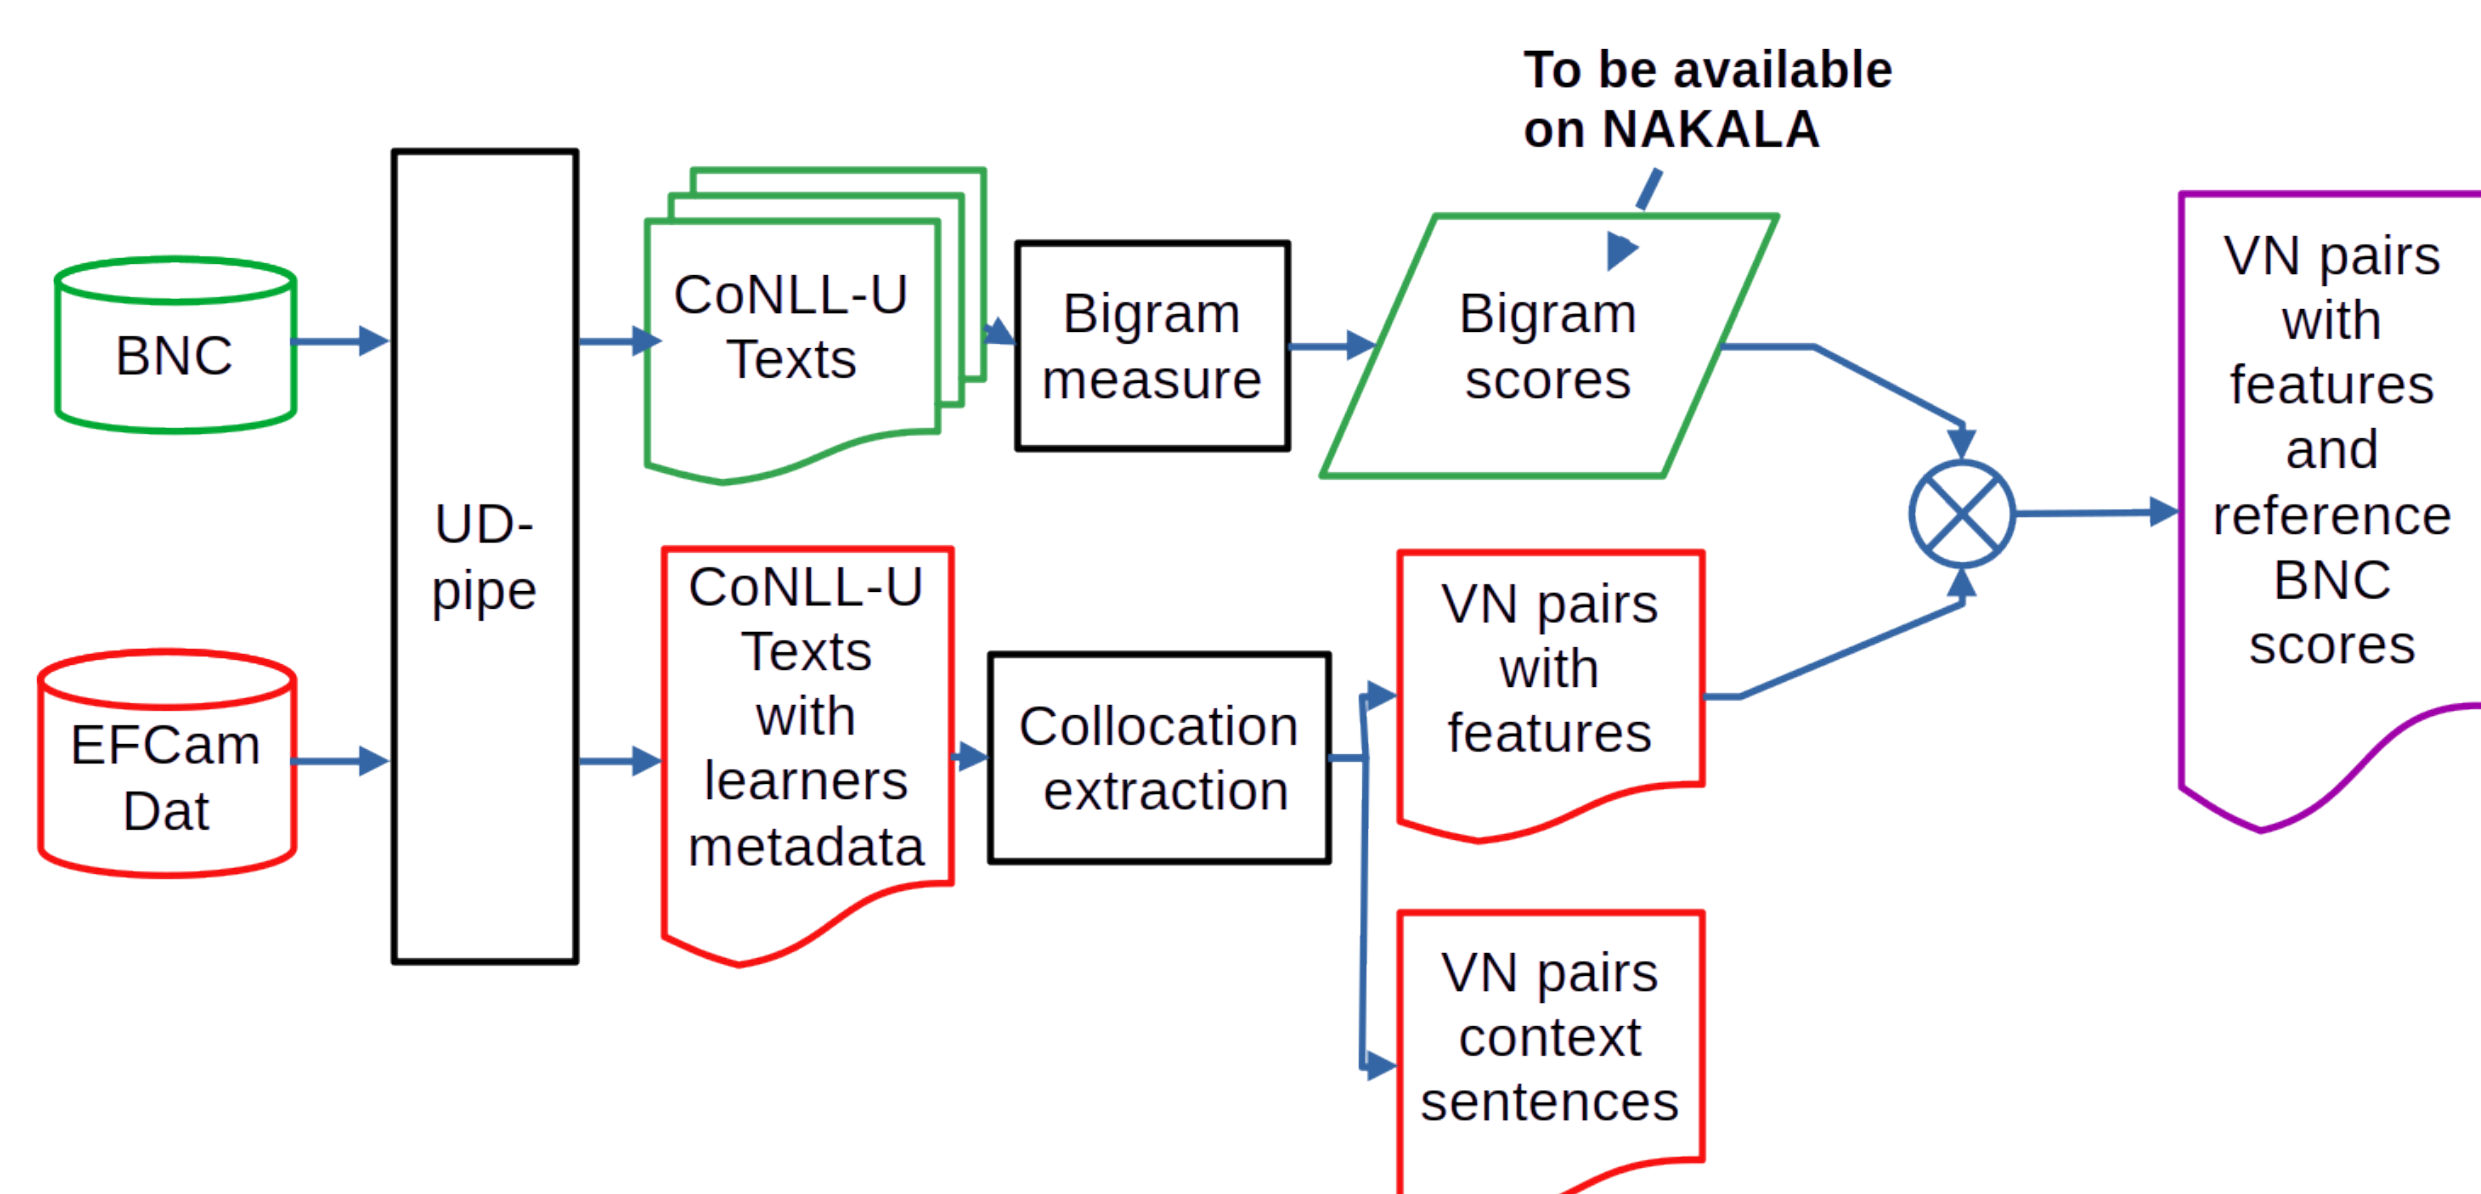 To be available
on NAKALA
BNC
EFCam
Dat
UD-
pipe
CoNLL-U
Texts
Bigram
measure
Bigram
scores
CoNLL-U
Texts
with
learners
metadata
Collocation
extraction
VN pairs
with
features
VN pairs
context
sentences
VN pairs
with
features
and
reference
BNC
scores